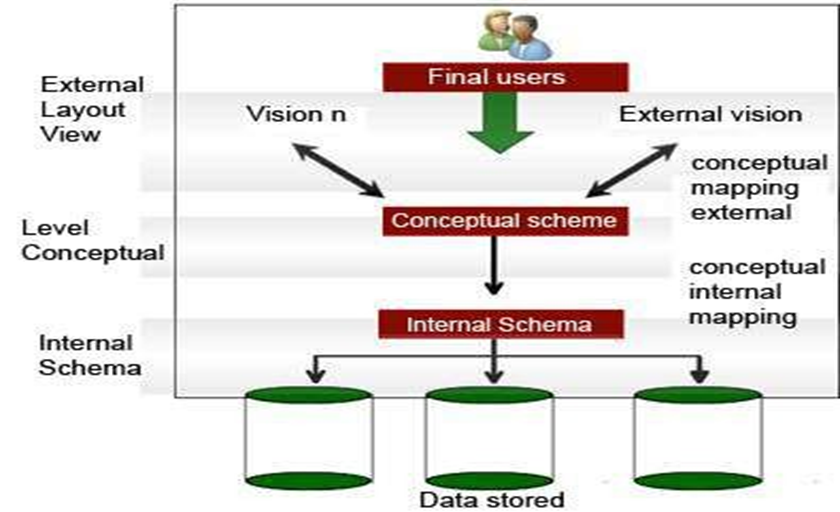 Final users
External
Layout
View
Vision n
External vision
conceptual
mapping
external
Conceptual scheme
Level
Conceptual
conceptual
internal
mapping
Internal Schema
Internal
Schema
Data stored